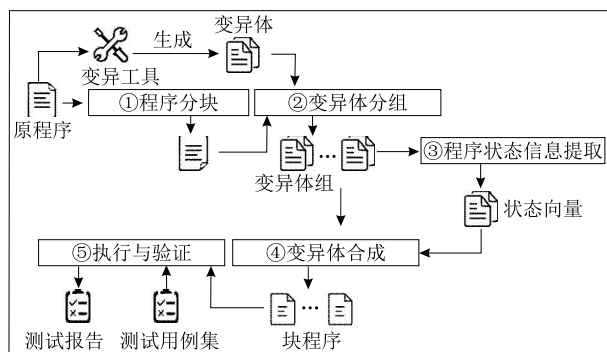 变异体
生成
变异工具
①程序分块
②变异体分组
原程序
…
③程序状态信息提取
变异体组
状态向量
⑤执行与验证
④变异体合成
…
测试报告
测试用例集
块程序